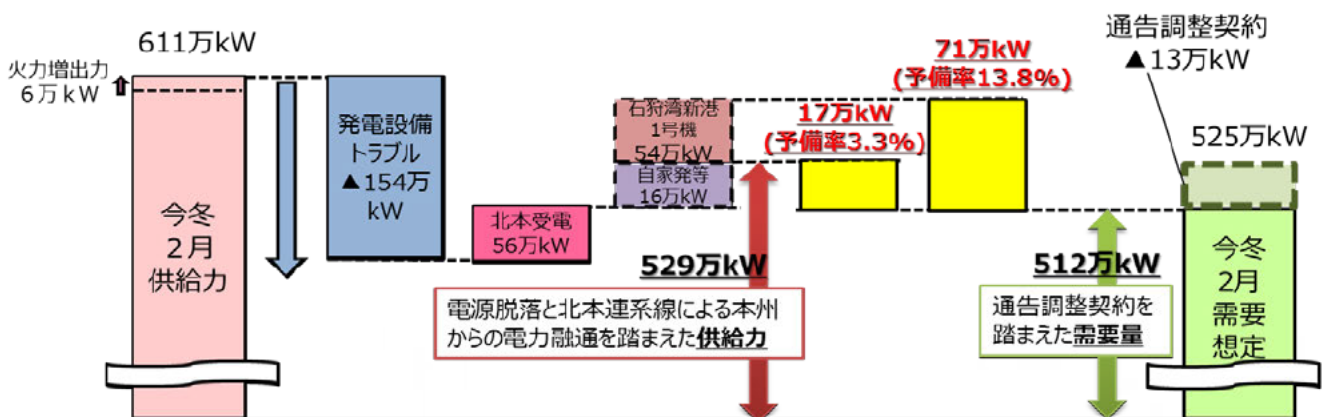 611万kW
火力増出力
6万kW
今冬
2月
供給力
発電設備
トラブル
▲154万
kW
北本受電
56万kW
石狩湾新港
1号機
54万kW
自家発等
16万kW
529万kW
電源脱落と北本連系線による本州
からの電力融通を踏まえた供給力
17万kW
(予備率3.3%)
71万kW
(予備率13.8%)
512万kW
通告調整契約を
踏まえた需要量
通告調整契約
▲13万kW
525万kW
今冬
2月
需要
想定